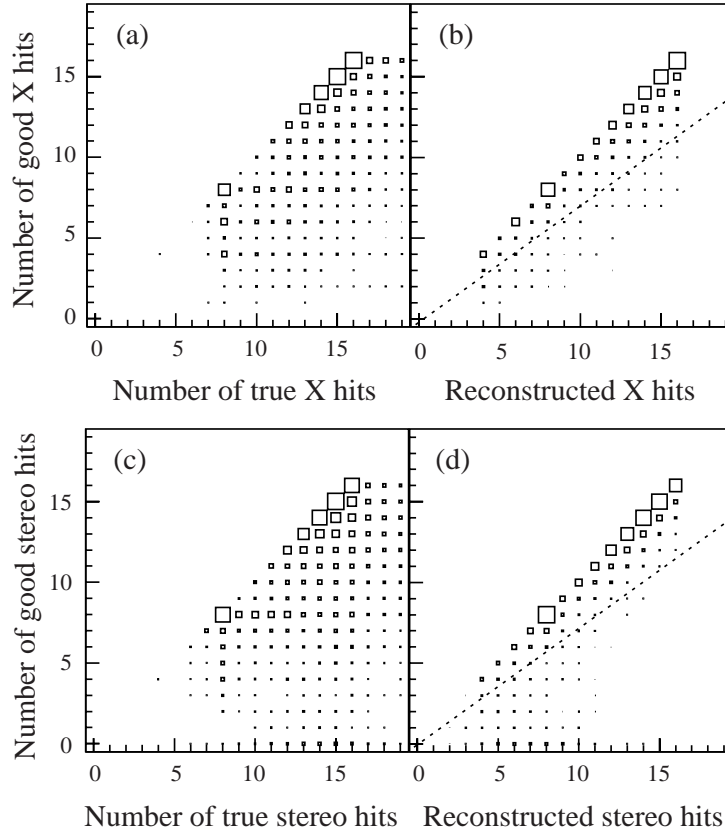 (a)
(b)
Number of good X hits
15
10
5
0
0 5 10 15
0 5 10 15
Number of true X hits
Reconstructed X hits
(c)
(d)
Number of good stereo hits
15
10
5
0
0 5 10 15
0 5 10 15
Number of true stereo hits
Reconstructed stereo hits